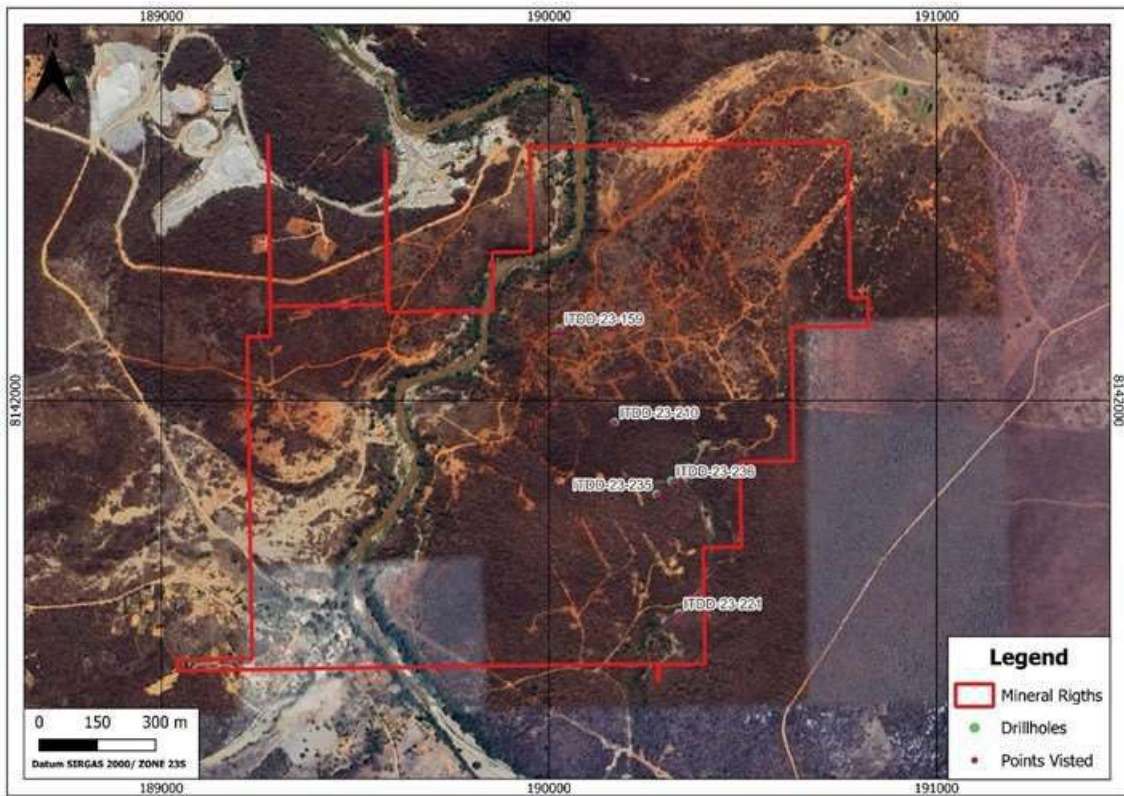 189000 190000 191000
N
ITDD-23-159
8142000
8142000
ITDD-23-210
ITDD-23-236
ITDD-23-235
ITDD-23-221
Legend
Mineral Rigths
Drillholes
Points Visted
0 150 300 m
Datum SIRGAS 2000/ ZONE 23S
189000 190000 191000